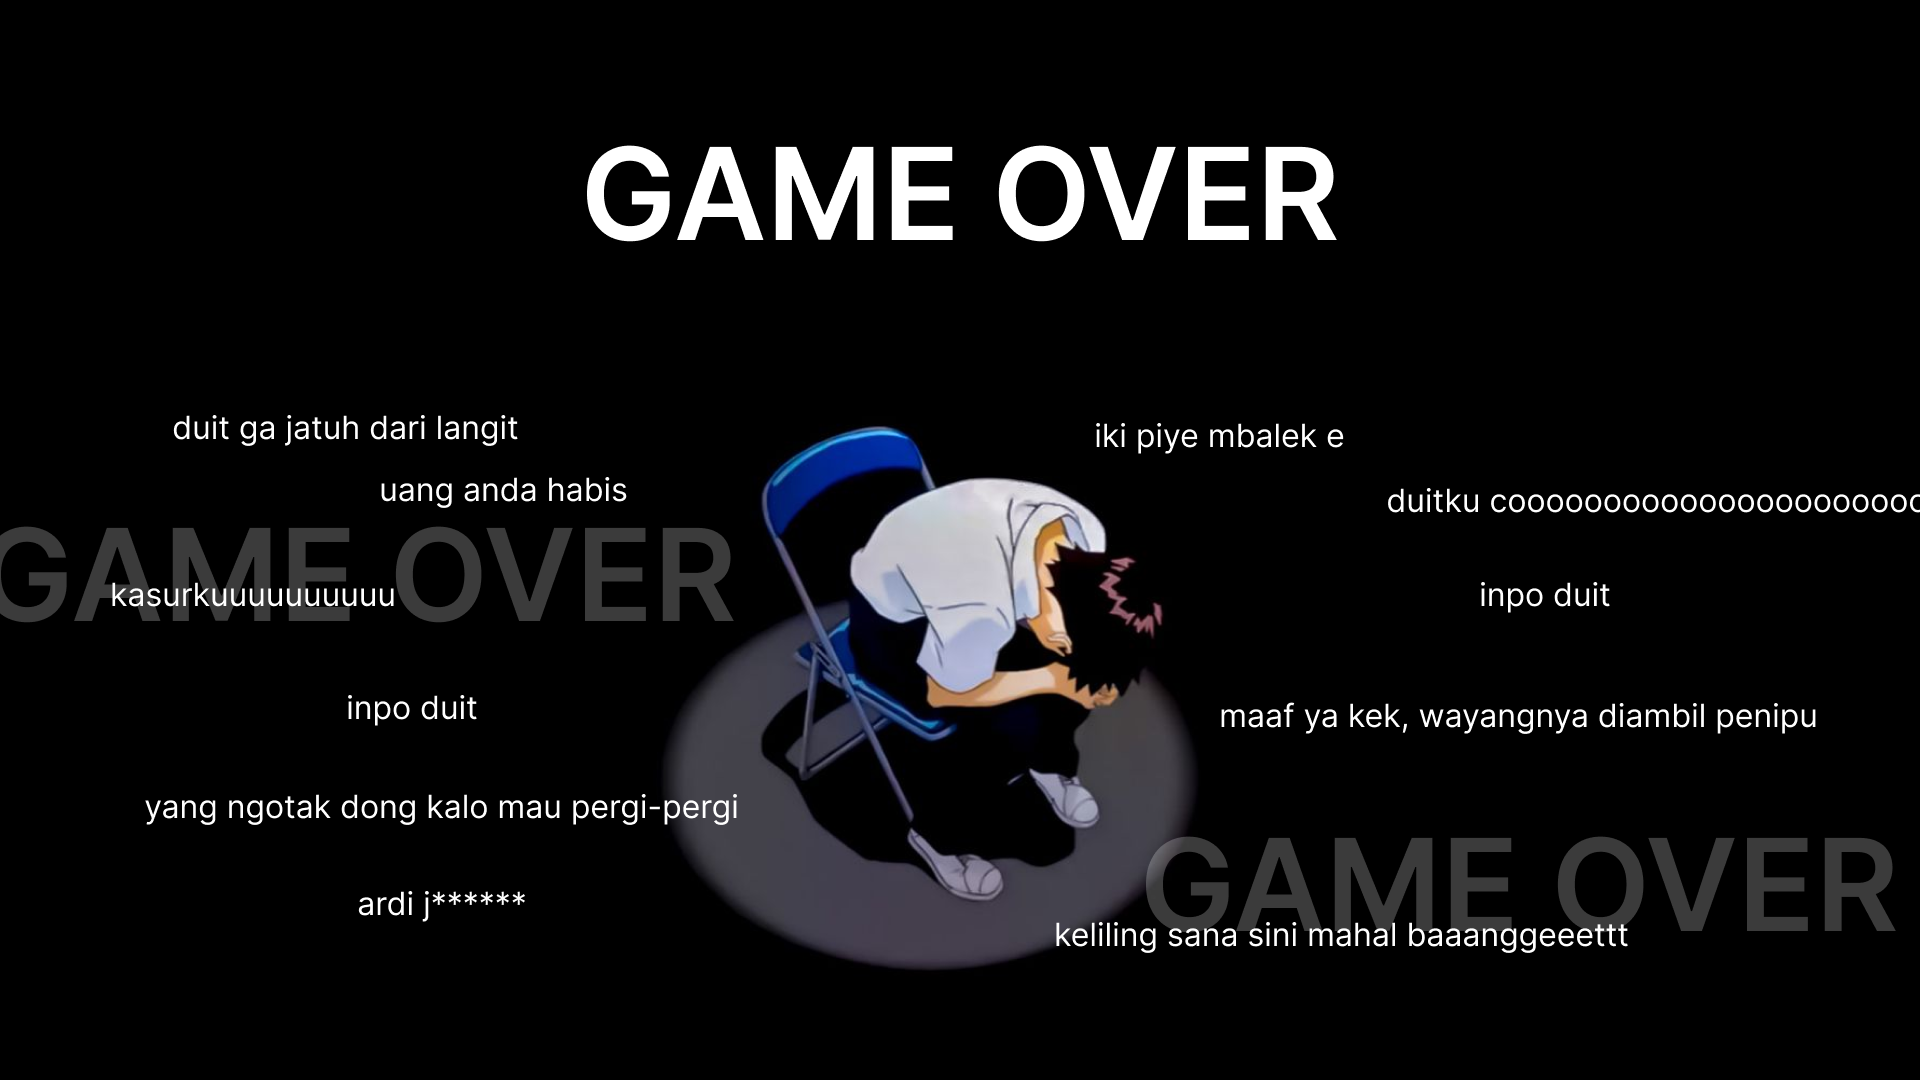 GAME OVER
duit ga jatuh dari langit
iki piye mbalek e
uang anda habis
duitku cooooooooooooooooooooooo
GAME OVER
kasurkuuuuuuuuuu
inpo duit
inpo duit
maaf ya kek, wayangnya diambil penipu
yang ngotak dong kalo mau pergi-pergi
GAME OVER
ardi j******
keliling sana sini mahal baaanggeeettt